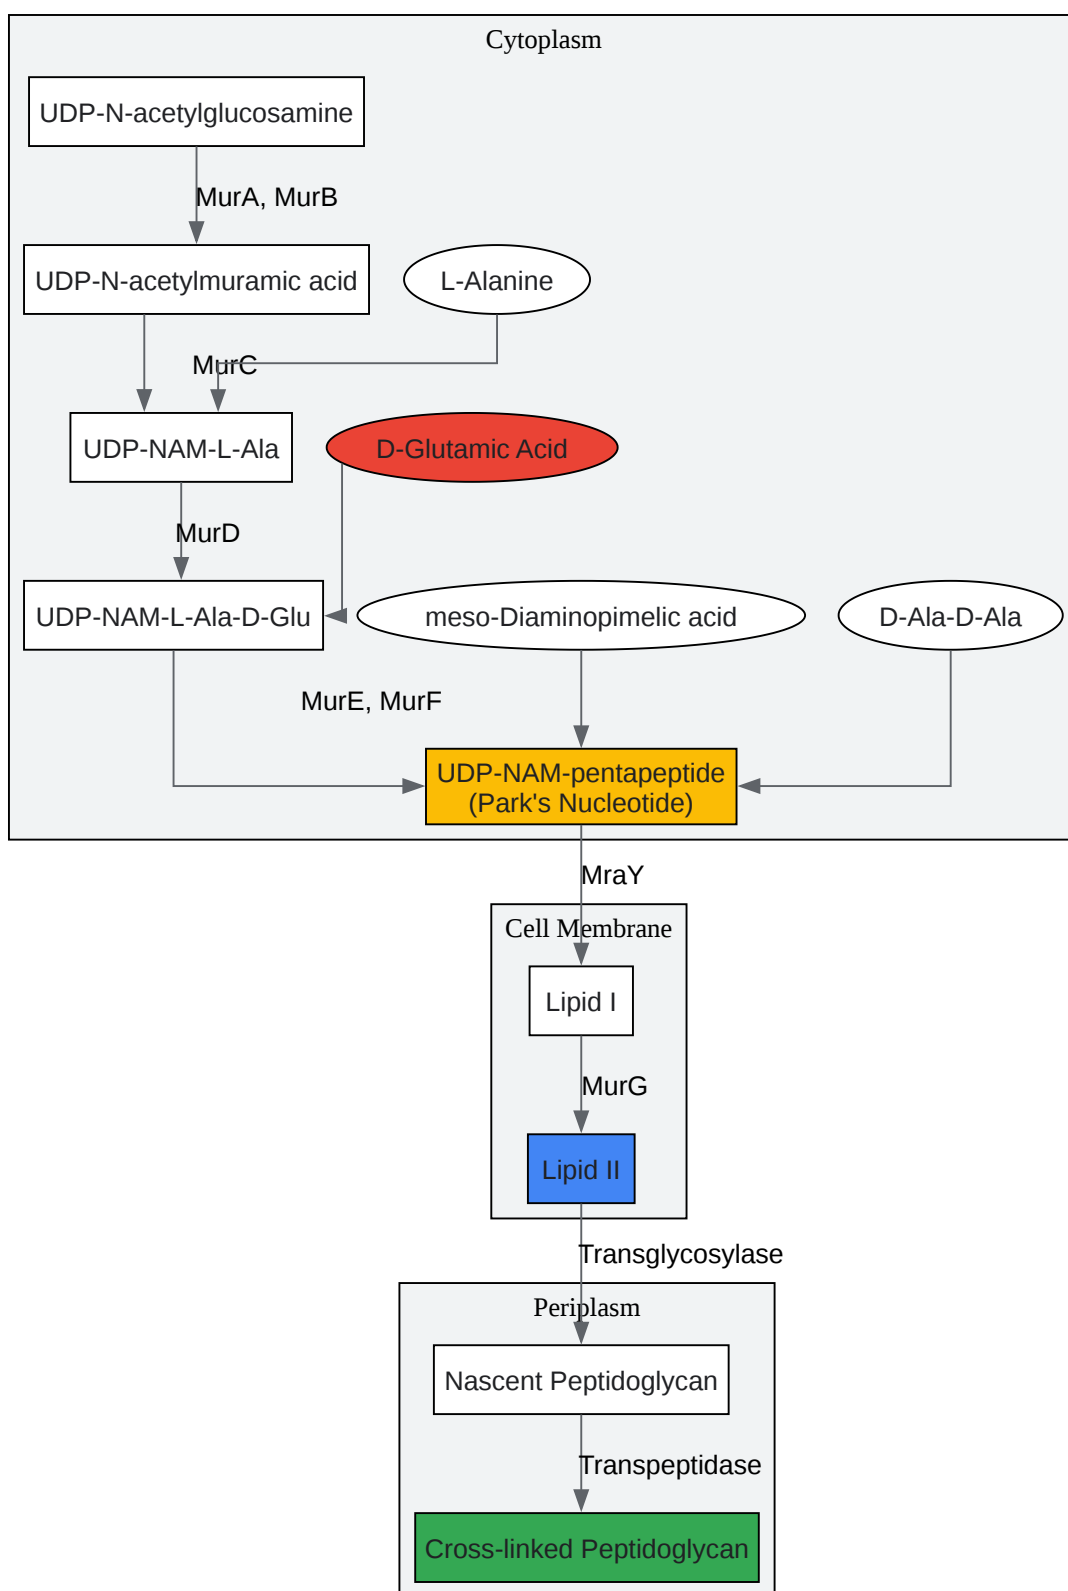 Cytoplasm
UDP-N-acetylglucosamine
MurA, MurB
UDP-N-acetylmuramic acid
L-Alanine
MurC
UDP-NAM-L-Ala
D-Glutamic Acid
MurD
UDP-NAM-L-Ala-D-Glu
meso-Diaminopimelic acid
D-Ala-D-Ala
MurE, MurF
UDP-NAM-pentapeptide
(Park's Nucleotide)
MraY
Cell Membrane
Lipid I
MurG
Lipid II
Transglycosylase
Periplasm
Nascent Peptidoglycan
Transpeptidase
Cross-linked Peptidoglycan